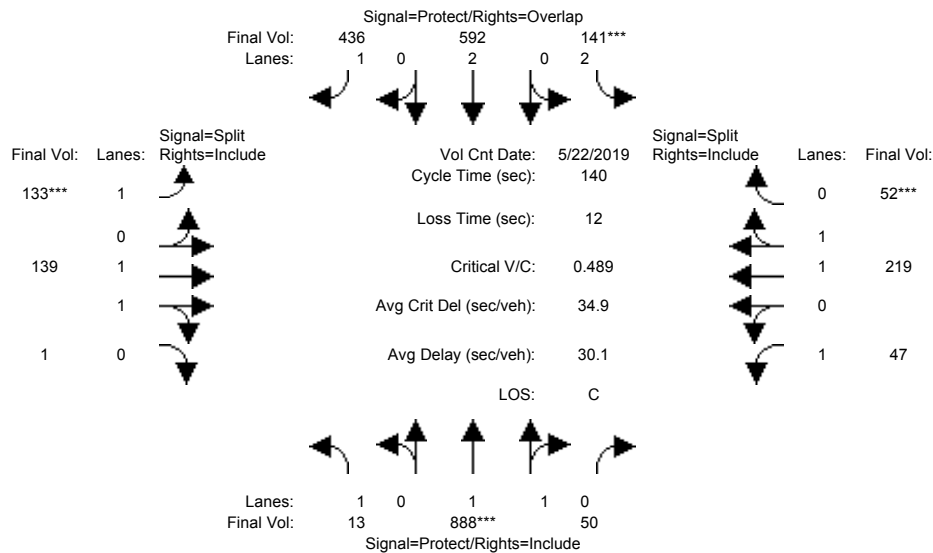 Signal=Protect/Rights=Overlap
Final Vol: 436 592 141***
Lanes: 1 0 2 0 2
Signal=Split
Final Vol: Lanes: Rights=Include
Vol Cnt Date: 5/22/2019
Signal=Split
Rights=Include Lanes: Final Vol:
Cycle Time (sec): 140
133*** 1
0 52***
Loss Time (sec): 12
0
1
139 1
Critical V/C: 0.489
1 219
1
Avg Crit Del (sec/veh): 34.9
0
1 0
Avg Delay (sec/veh): 30.1
1 47
LOS: C
Lanes: 1 0 1 1 0
Final Vol: 13 888*** 50
Signal=Protect/Rights=Include